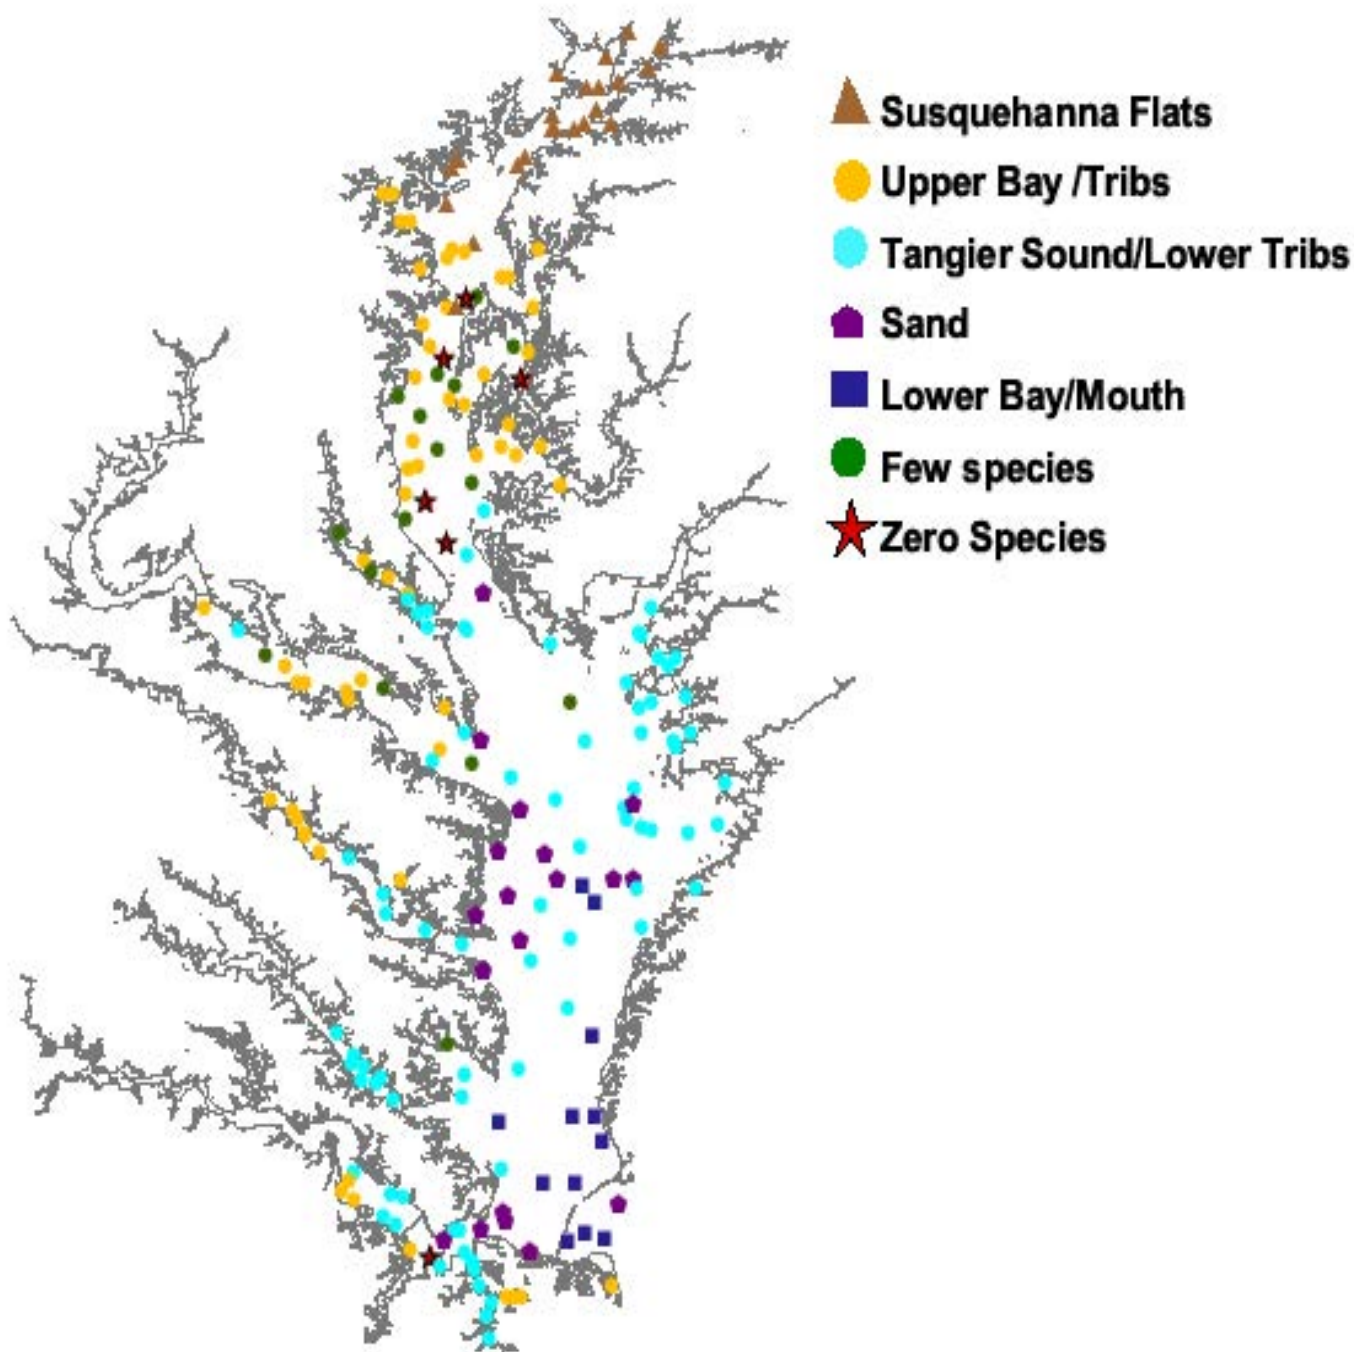 Susquehanna Flats
Upper Bay /Tribs
Tangier Sound/Lower Tribs
Sand
Lower Bay/Mouth
Few species
Zero Species